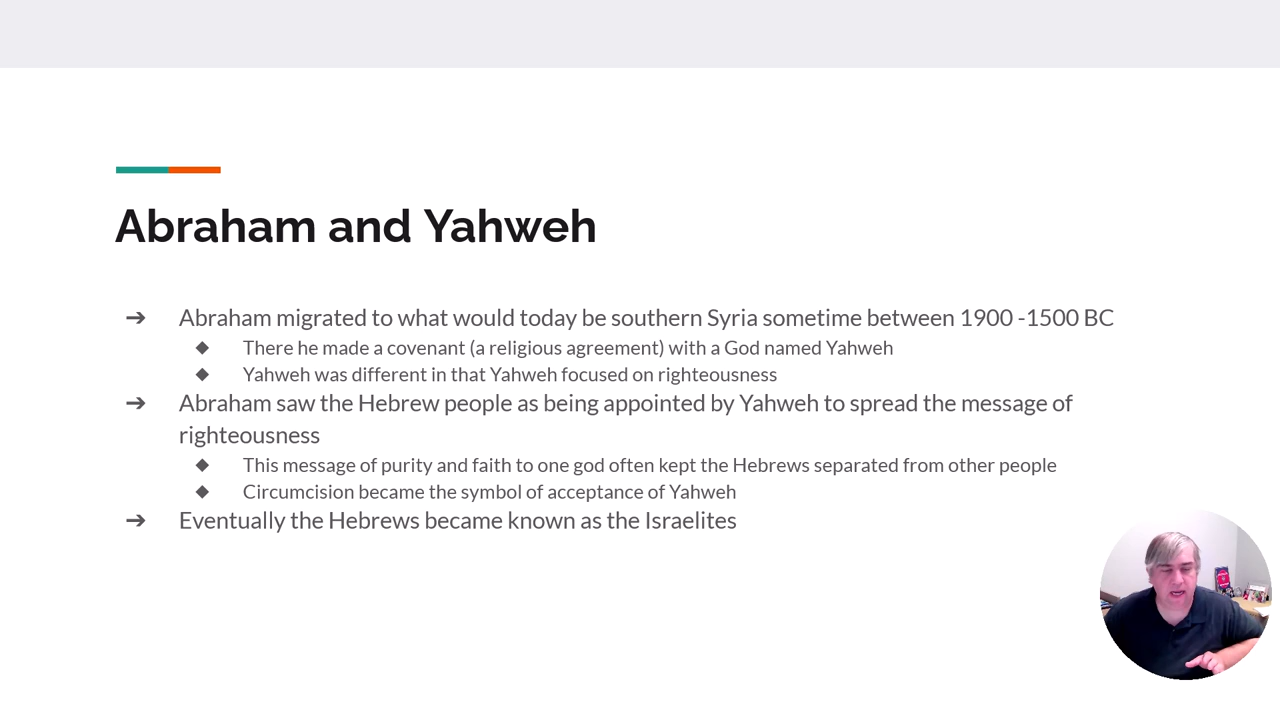 Abraham and Yahweh
➔ Abraham migrated to what would today be southern Syria sometime between 1900 -1500 BC
◆ There he made a covenant (a religious agreement) with a God named Yahweh
◆ Yahweh was different in that Yahweh focused on righteousness
➔ Abraham saw the Hebrew people as being appointed by Yahweh to spread the message of
righteousness
◆ This message of purity and faith to one god often kept the Hebrews separated from other people
◆ Circumcision became the symbol of acceptance of Yahweh
➔ Eventually the Hebrews became known as the Israelites